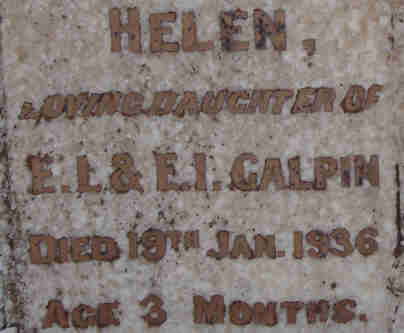 HELEN,
LOVING DAUGHTER OF
E.L & E.I. GALPIN
DIED 19TH JAN. 1936
AGE 3 MONTHS.